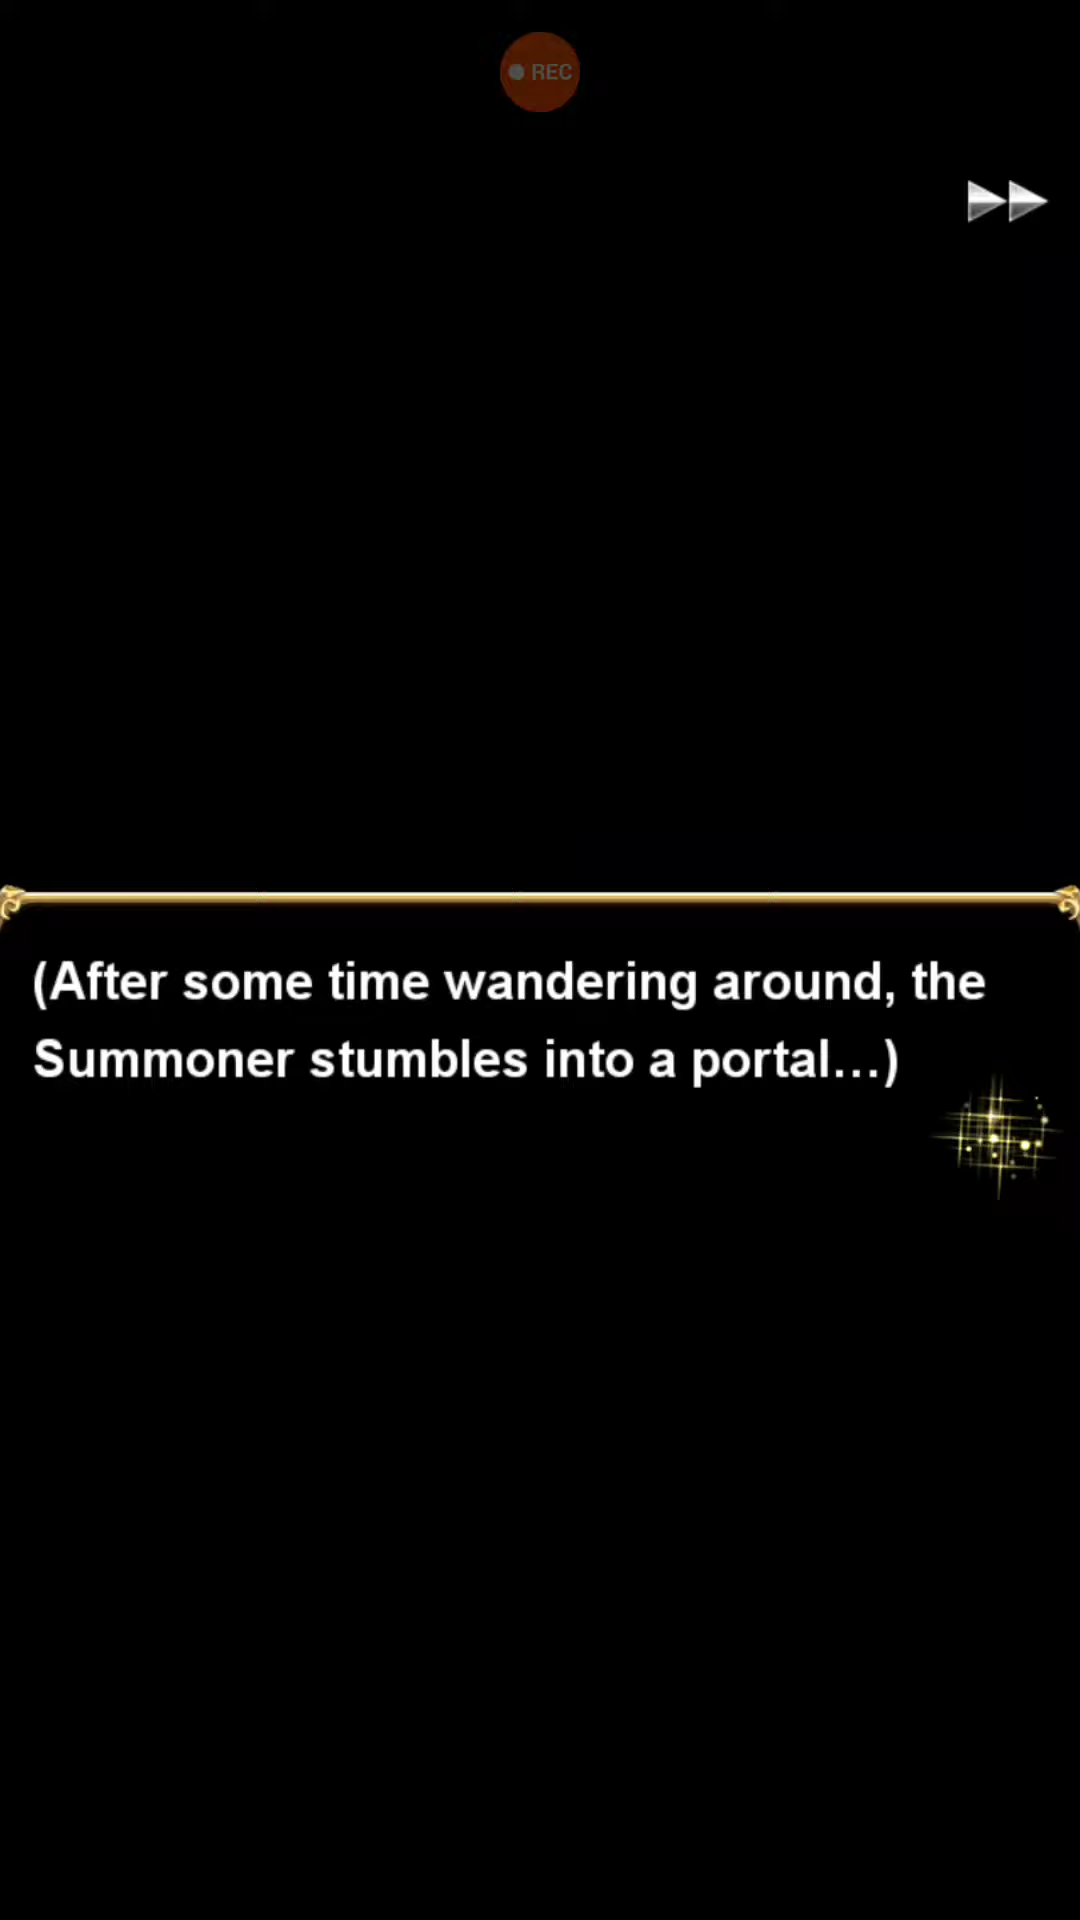 REC
(After some time wandering around, the
Summoner stumbles into a portal...)